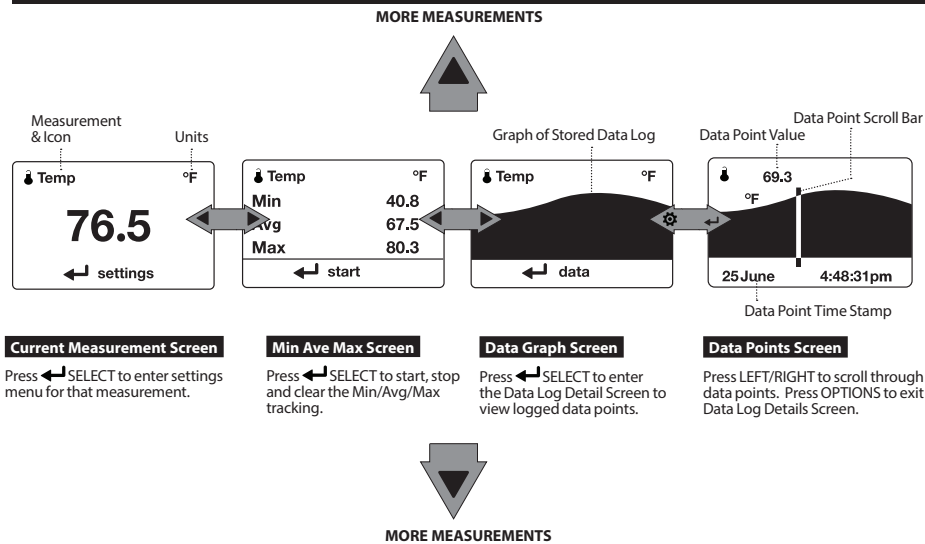 MORE MEASUREMENTS
Measurement
& Icon
Units
Graph of Stored Data Log
Data Point Value
Data Point Scroll Bar
Temp °F
76.5
settings
Temp °F
Min 40.8
Avg 67.5
Max 80.3
start
Temp °F
data
69.3
°F
25 June 4:48:31pm
Data Point Time Stamp
Current Measurement Screen
Press SELECT to enter settings
menu for that measurement.
Min Ave Max Screen
Press SELECT to start, stop
and clear the Min/Avg/Max
tracking.
Data Graph Screen
Press SELECT to enter
the Data Log Detail Screen to
view logged data points.
Data Points Screen
Press LEFT/RIGHT to scroll through
data points. Press OPTIONS to exit
Data Log Details Screen.
MORE MEASUREMENTS